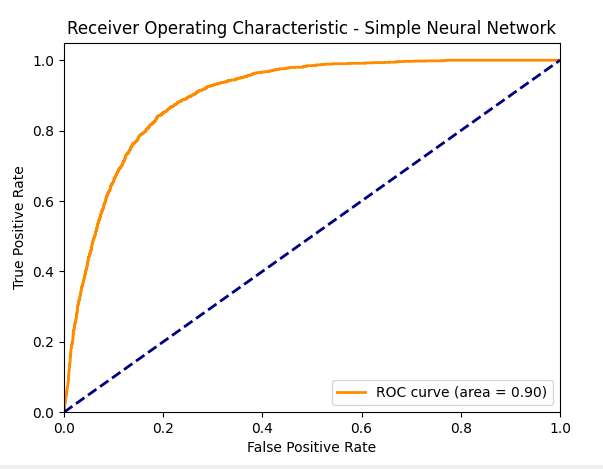 Receiver Operating Characteristic - Simple Neural Network
1.0
0.8
0.6
0.4
0.2
0.0
True Positive Rate
ROC curve (area = 0.90)
0.0 0.2 0.4 0.6 0.8 1.0
False Positive Rate